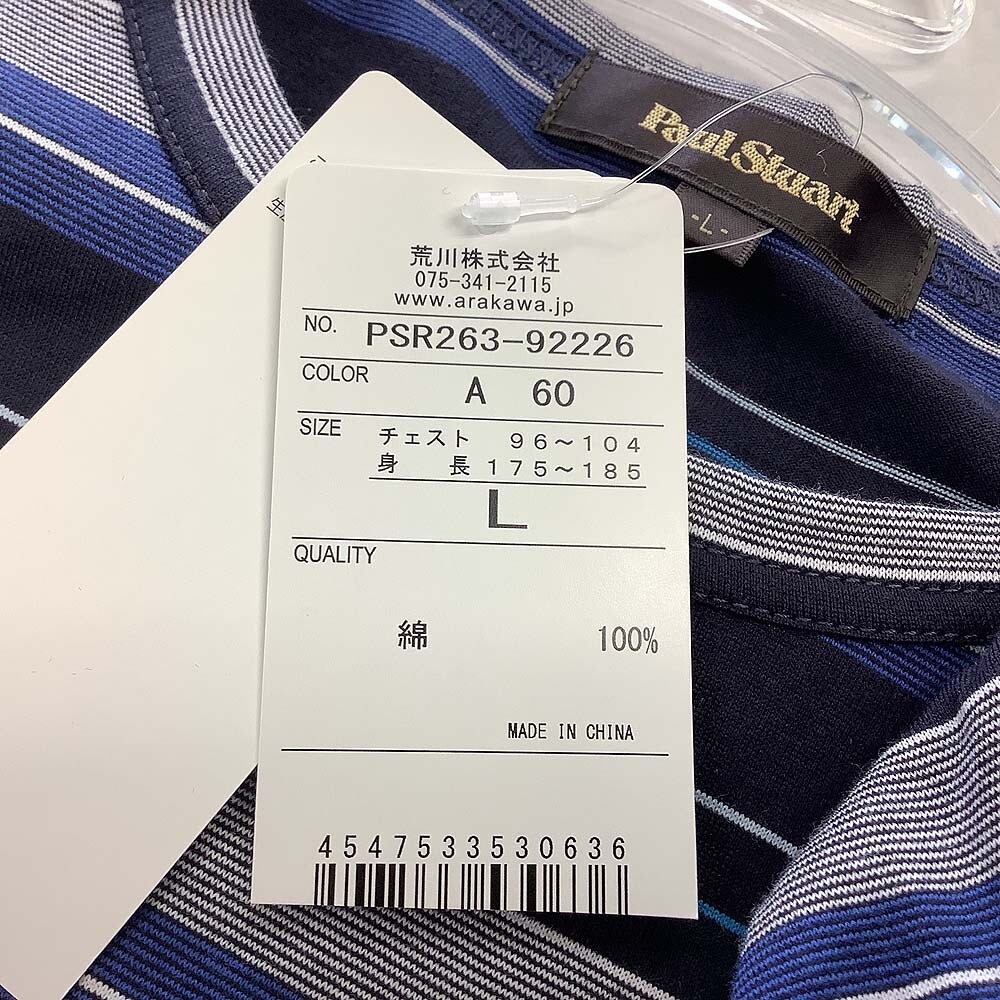 Paul Stuart
-L-
生
荒川株式会社
075-341-2115
www.arakawa.jp
NO. PSR263-92226
COLOR A 60
SIZE チェスト 96～104
身長 175～185
L
QUALITY
綿 100%
MADE IN CHINA
4547533530636